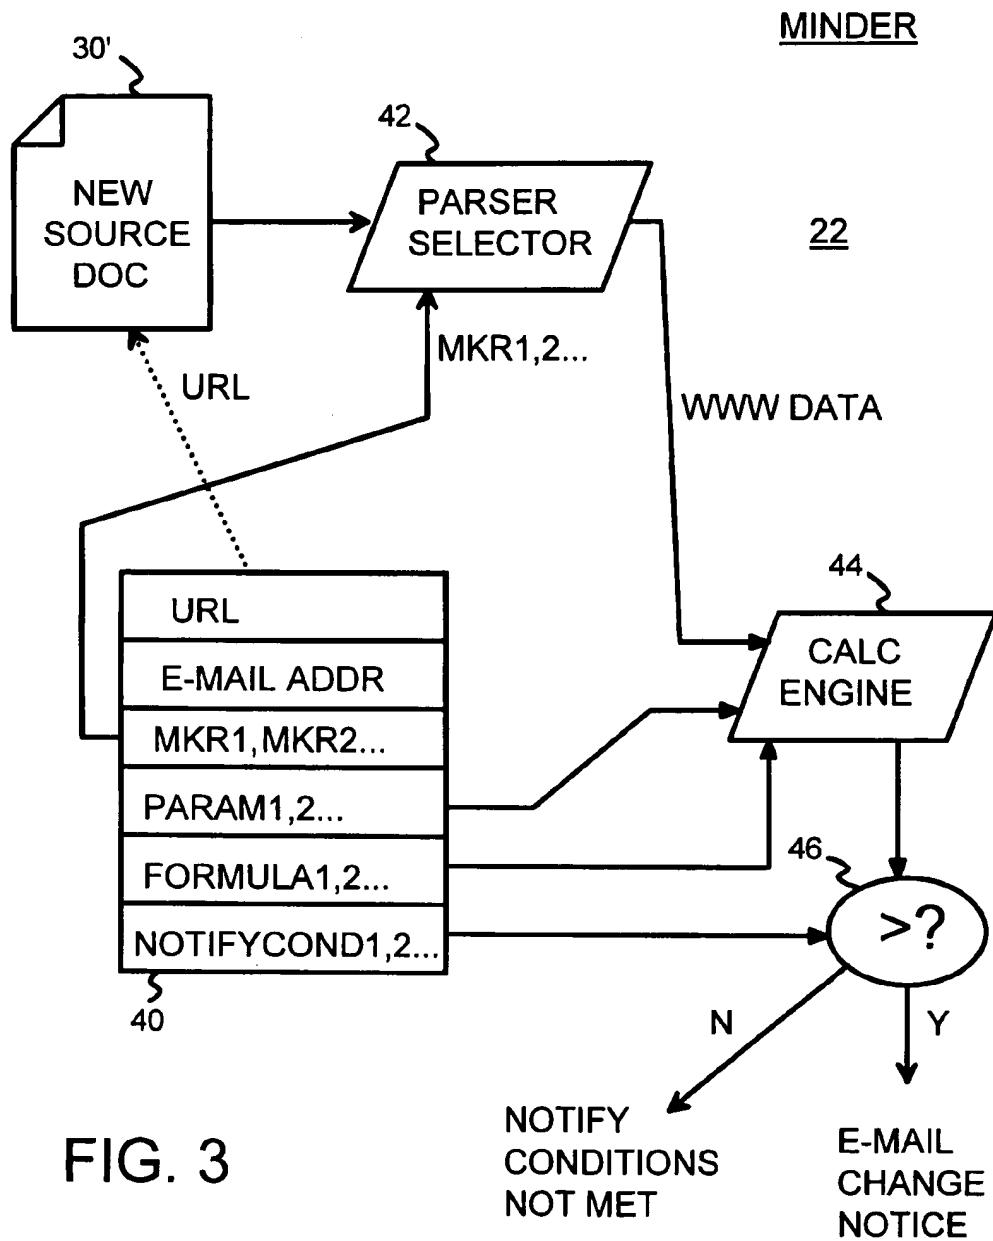 MINDER
30'
42
NEW
SOURCE
DOC
PARSER
SELECTOR
22
MKR1,2...
URL
WWW DATA
44
URL
E-MAIL ADDR
MKR1,MKR2...
PARAM1,2...
FORMULA1,2...
NOTIFYCOND1,2...
40
CALC
ENGINE
46
>?
N
Y
NOTIFY
CONDITIONS
NOT MET
E-MAIL
CHANGE
NOTICE
FIG. 3